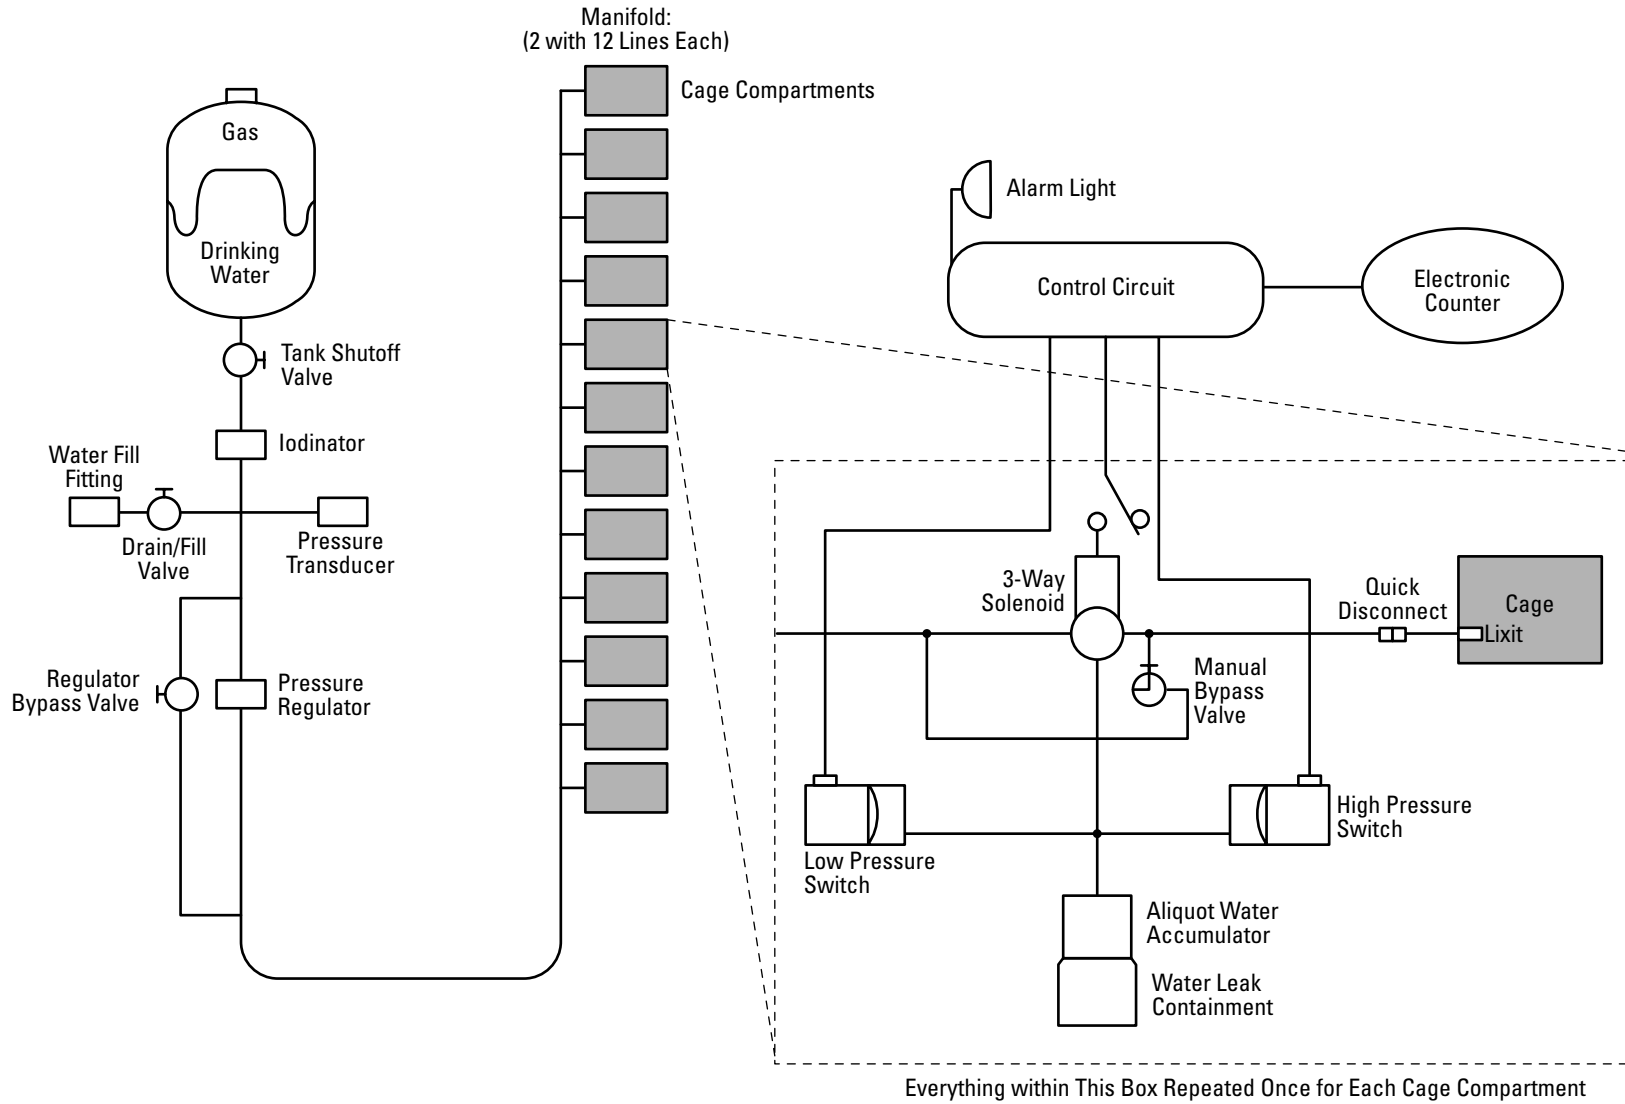 Manifold:
(2 with 12 Lines Each)
Cage Compartments
Gas
Drinking
Water
Tank Shutoff
Valve
Iodinator
Water Fill
Fitting
Drain/Fill
Valve
Pressure
Transducer
Regulator
Bypass Valve
Pressure
Regulator
Alarm Light
Control Circuit
Electronic
Counter
3-Way
Solenoid
Quick
Disconnect
Cage
Lixit
Manual
Bypass
Valve
Low Pressure
Switch
High Pressure
Switch
Aliquot Water
Accumulator
Water Leak
Containment
Everything within This Box Repeated Once for Each Cage Compartment